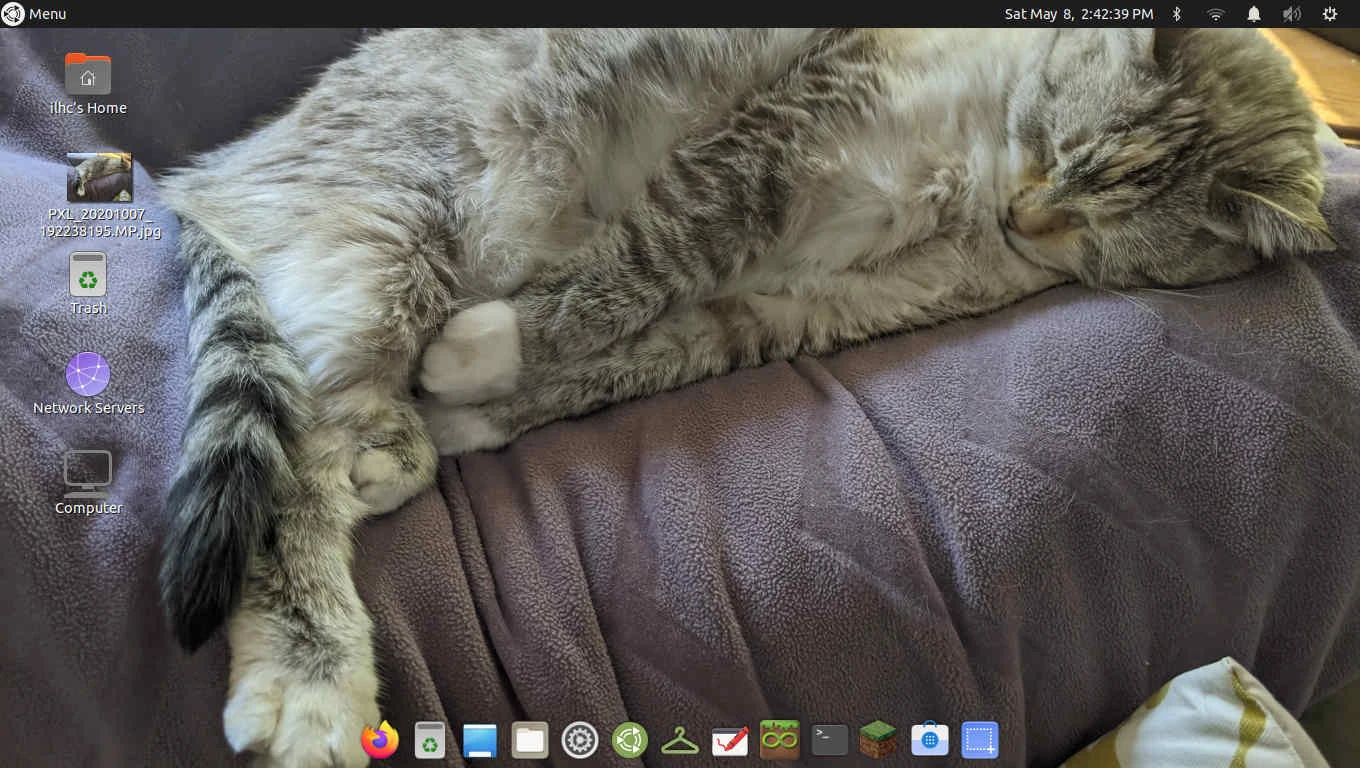 Menu
Sat May 8, 2:42:39 PM
ilhc's Home
PXL_20201007_
192238195.MP.jpg
Trash
Network Servers
Computer
>_